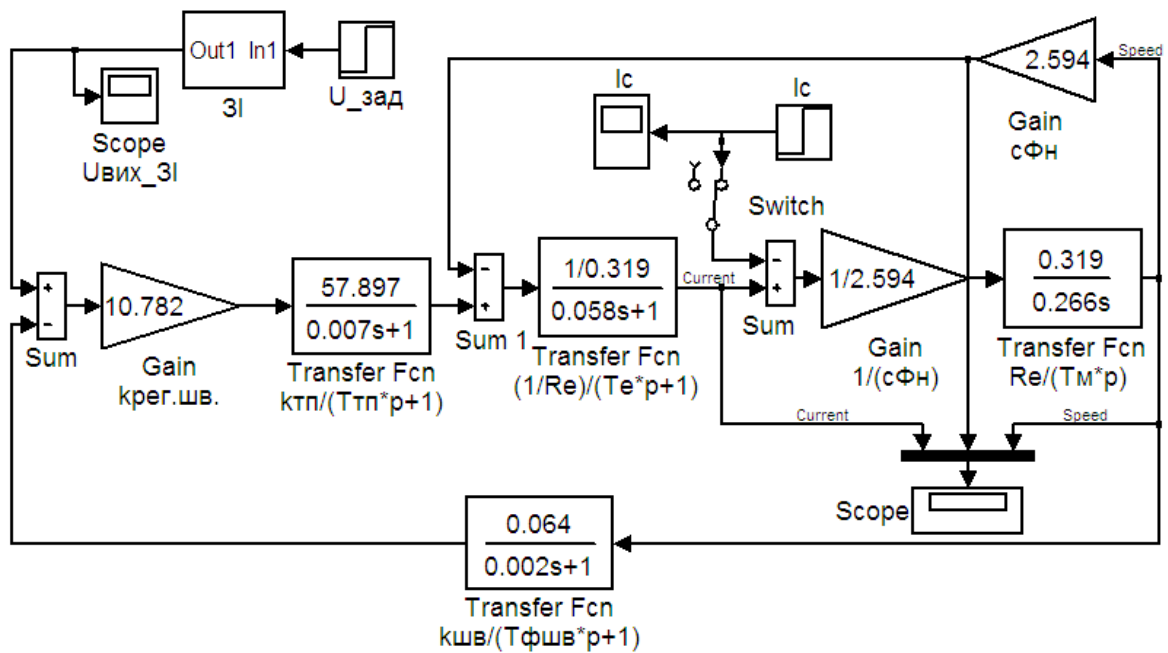 Out1 In1
ЗІ
U_зад
Scope
Uвих_ЗІ
Ic
Ic
Switch
2.594
Speed
Gain
cФн
Sum
10.782
Gain
kрег.шв.
57.897
0.007s+1
Transfer Fcn
kтп/(Tтп*p+1)
Sum 1
1/0.319
0.058s+1
Transfer Fcn
(1/Re)/(Te*p+1)
Current
Sum
1/2.594
Gain
1/(cФн)
0.319
0.266s
Transfer Fcn
Re/(Tм*p)
Current
Speed
Scope
0.064
0.002s+1
Transfer Fcn
kшв/(Tфшв*p+1)